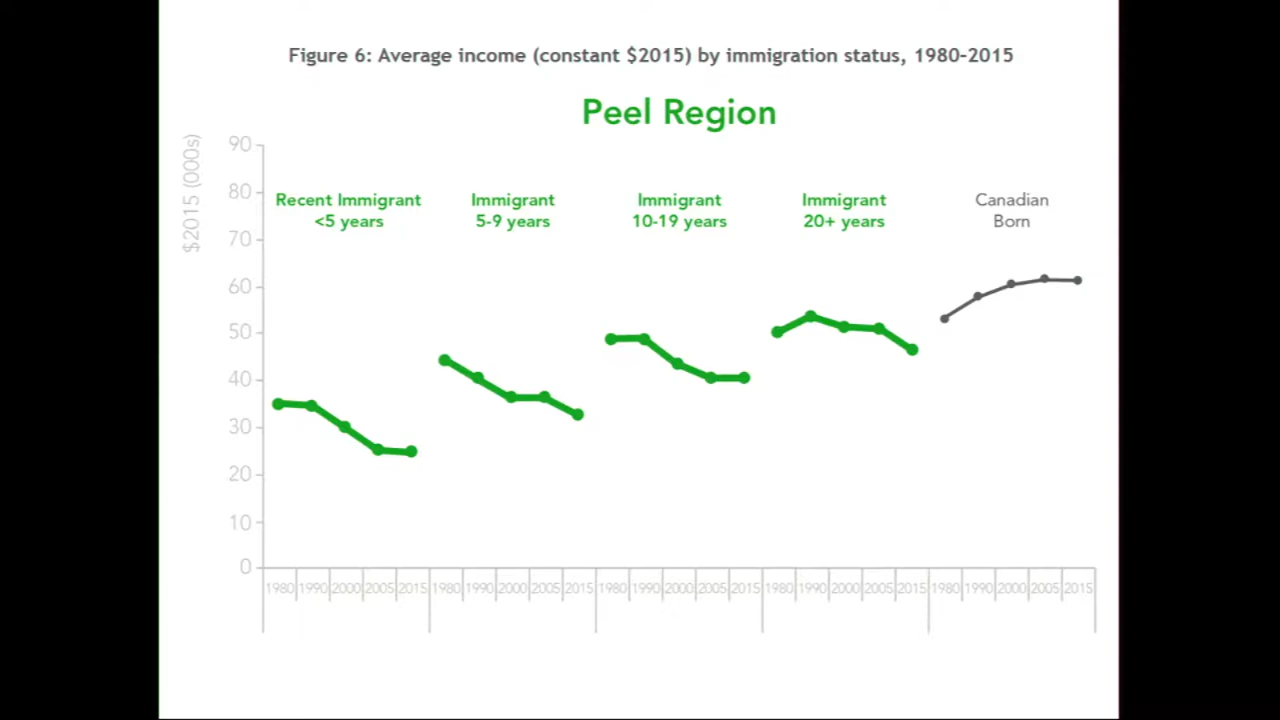 Figure 6: Average income (constant $2015) by immigration status, 1980-2015
Peel Region
$2015 (000s)
90
80
70
60
50
40
30
20
10
0
Recent Immigrant
<5 years
Immigrant
5-9 years
Immigrant
10-19 years
Immigrant
20+ years
Canadian
Born
1980 1990 2000 2005 2015 1980 1990 2000 2005 2015 1980 1990 2000 2005 2015 1980 1990 2000 2005 2015 1980 1990 2000 2005 2015